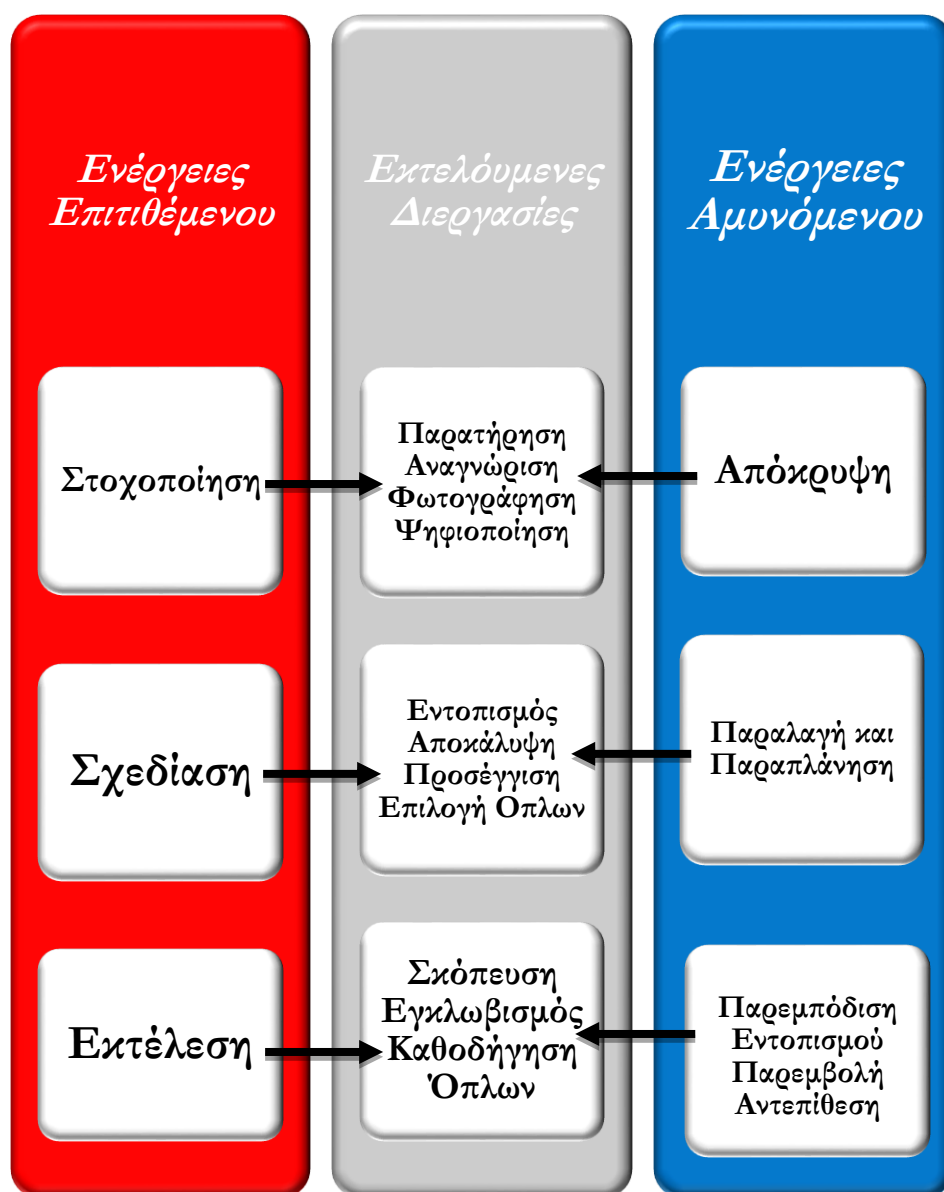 Ενέργειες
Επιτιθέμενου
Εκτελόυμενες
Διεργασίες
Ενέργειες
Αμυνόμενου
Στοχοποίηση
Παρατήρηση
Αναγνώριση
Φωτογράφηση
Ψηφιοποίηση
Απόκρυψη
Σχεδίαση
Εντοπισμός
Αποκάλυψη
Προσέγγιση
Επιλογή Οπλων
Παραλαγή και
Παραπλάνηση
Εκτέλεση
Σκόπευση
Εγκλωβισμός
Καθοδήγηση
Όπλων
Παρεμπόδιση
Εντοπισμού
Παρεμβολή
Αντεπίθεση